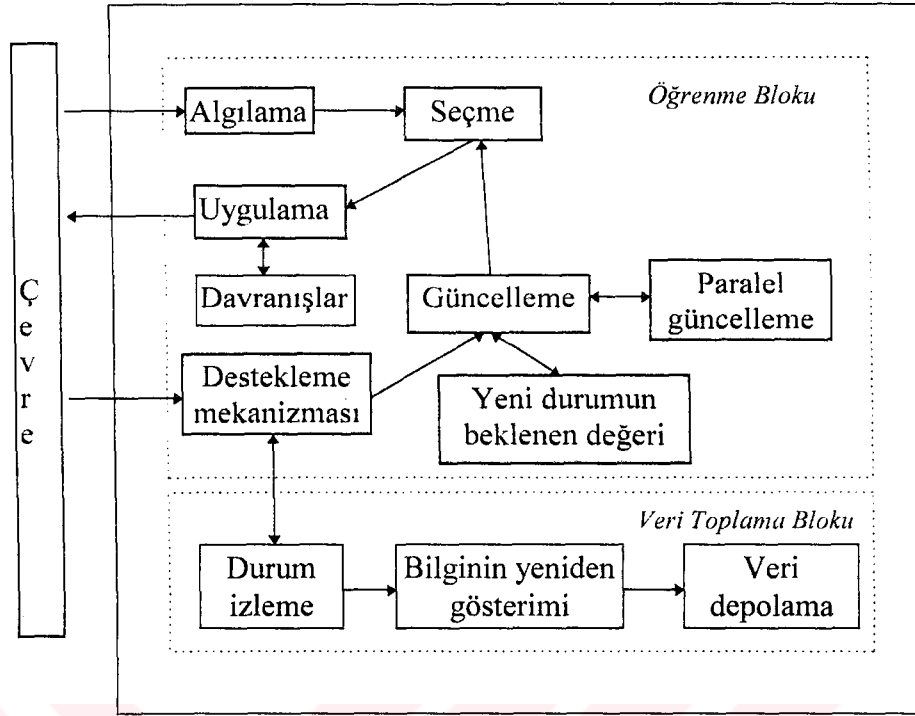 Öğrenme Bloku
Algılama
Seçme
Uygulama
Davranışlar
Güncelleme
Paralel
güncelleme
Destekleme
mekanizması
Yeni durumun
beklenen değeri
Çevre
Veri Toplama Bloku
Durum
izleme
Bilginin yeniden
gösterimi
Veri
depolama